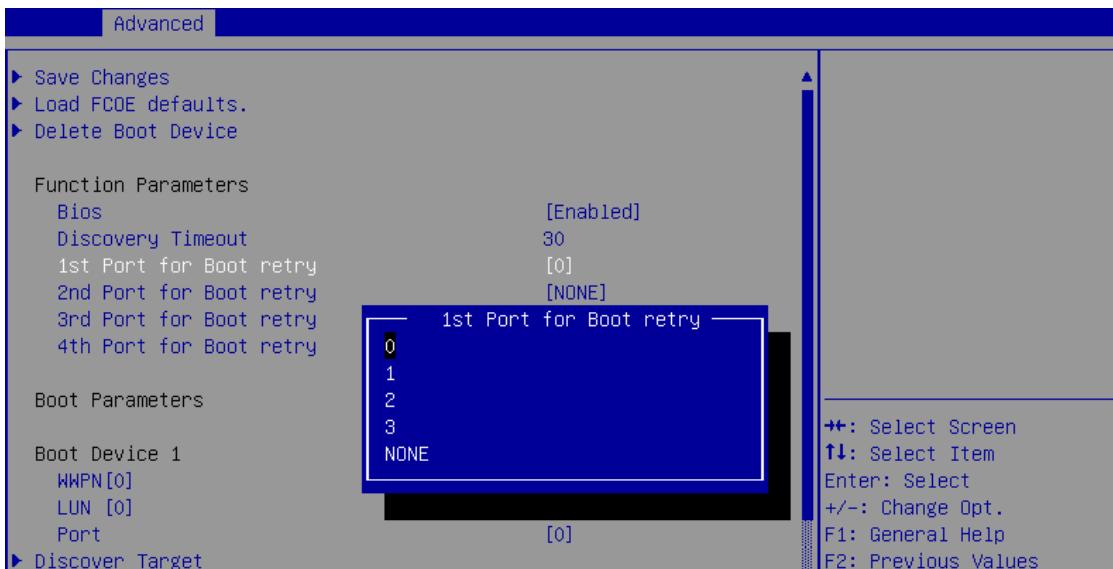 Advanced
Save Changes
Load FCOE defaults.
Delete Boot Device
Function Parameters
Bios [Enabled]
Discovery Timeout 30
1st Port for Boot retry [0]
2nd Port for Boot retry [NONE]
3rd Port for Boot retry
4th Port for Boot retry
1st Port for Boot retry
0
1
2
3
NONE
Boot Parameters
Boot Device 1
WWPN[0]
LUN [0]
Port [0]
Discover Target
→←: Select Screen
↑↓: Select Item
Enter: Select
+/-: Change Opt.
F1: General Help
F2: Previous Values